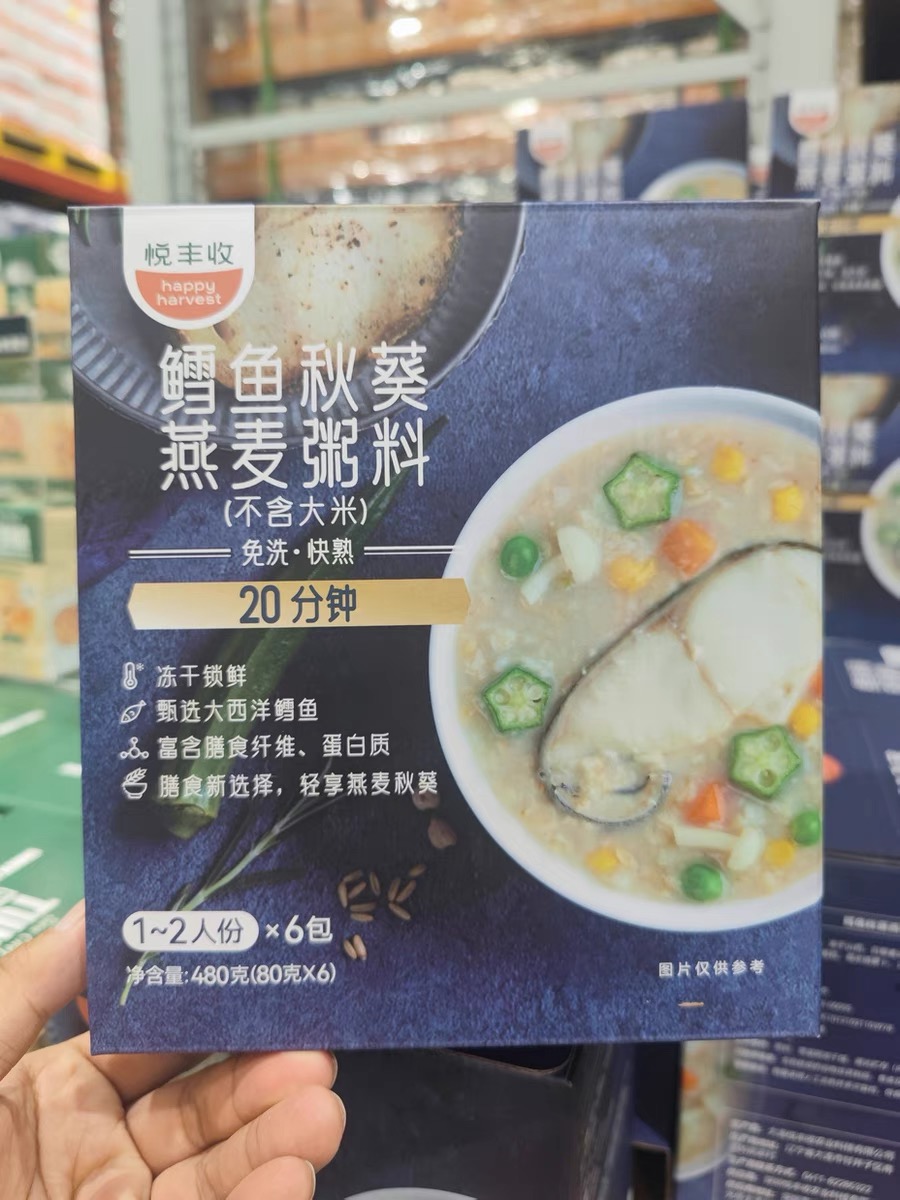 悦丰收
happy
harvest
鳕鱼秋葵
燕麦粥料
(不含大米)
免洗·快熟
20分钟
冻干锁鲜
甄选大西洋鳕鱼
富含膳食纤维、蛋白质
膳食新选择，轻享燕麦秋葵
1~2人份 ×6包
净含量:480克(80克X6)
图片仅供参考